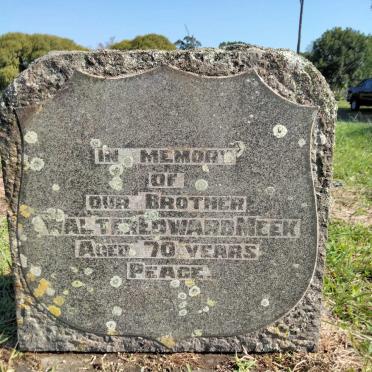 IN MEMORY
OF
OUR BROTHER
WALTER EDWARD MEEK
AGED 70 YEARS
PEACE